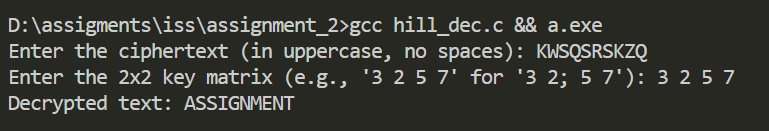 D:\assigments\iss\assignment_2>gcc hill_dec.c && a.exe
Enter the ciphertext (in uppercase, no spaces): KWSQSRSKZQ
Enter the 2x2 key matrix (e.g., '3 2 5 7' for '3 2; 5 7'): 3 2 5 7
Decrypted text: ASSIGNMENT